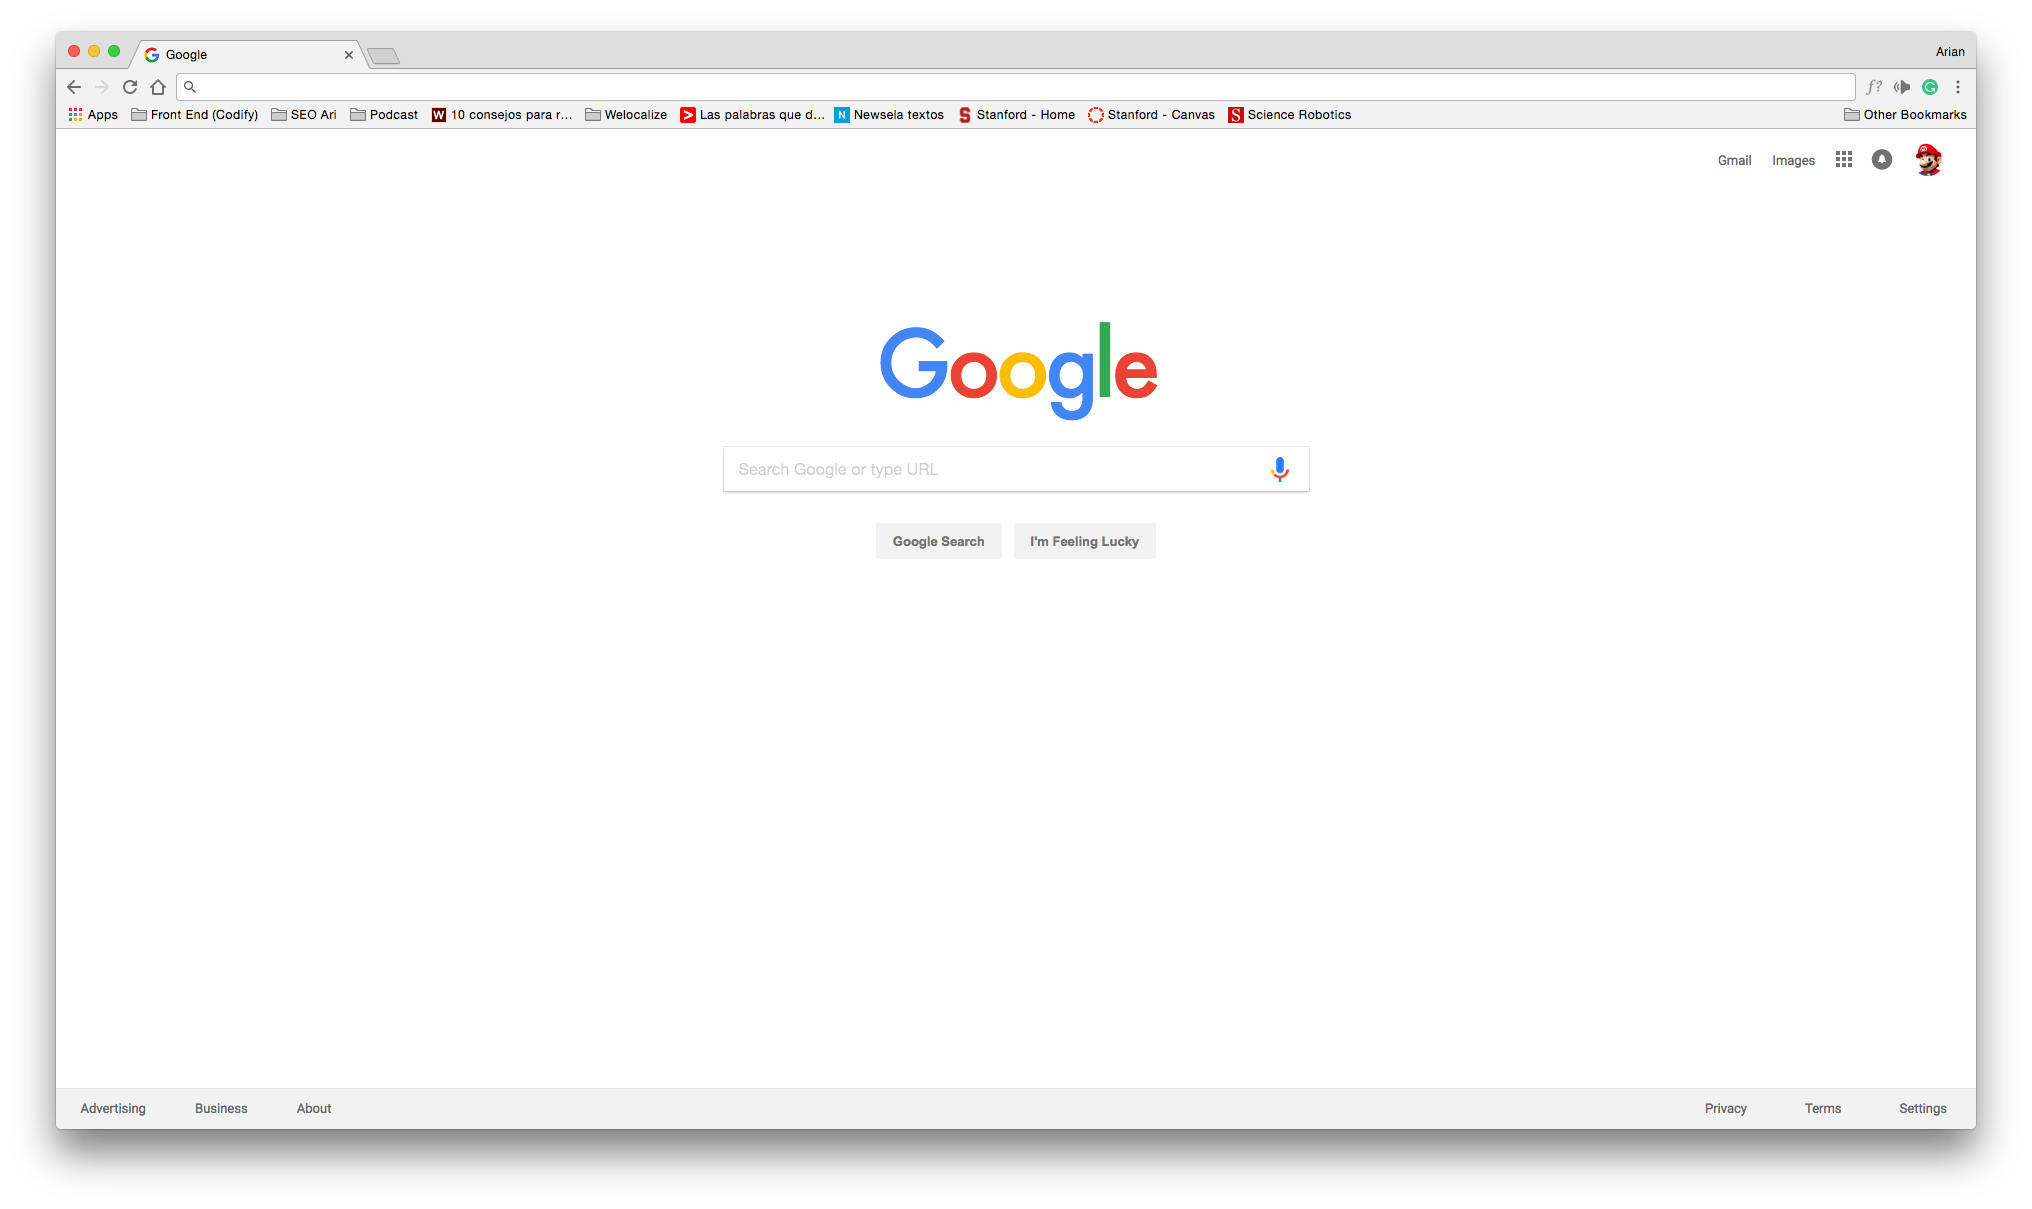 Google
Arian
f?
Apps Front End (Codify) SEO Ari Podcast W 10 consejos para r... Welocalize > Las palabras que d... N Newsela textos S Stanford - Home Stanford - Canvas S Science Robotics Other Bookmarks
Gmail Images
Google
Search Google or type URL
Google Search I'm Feeling Lucky
Advertising Business About Privacy Terms Settings